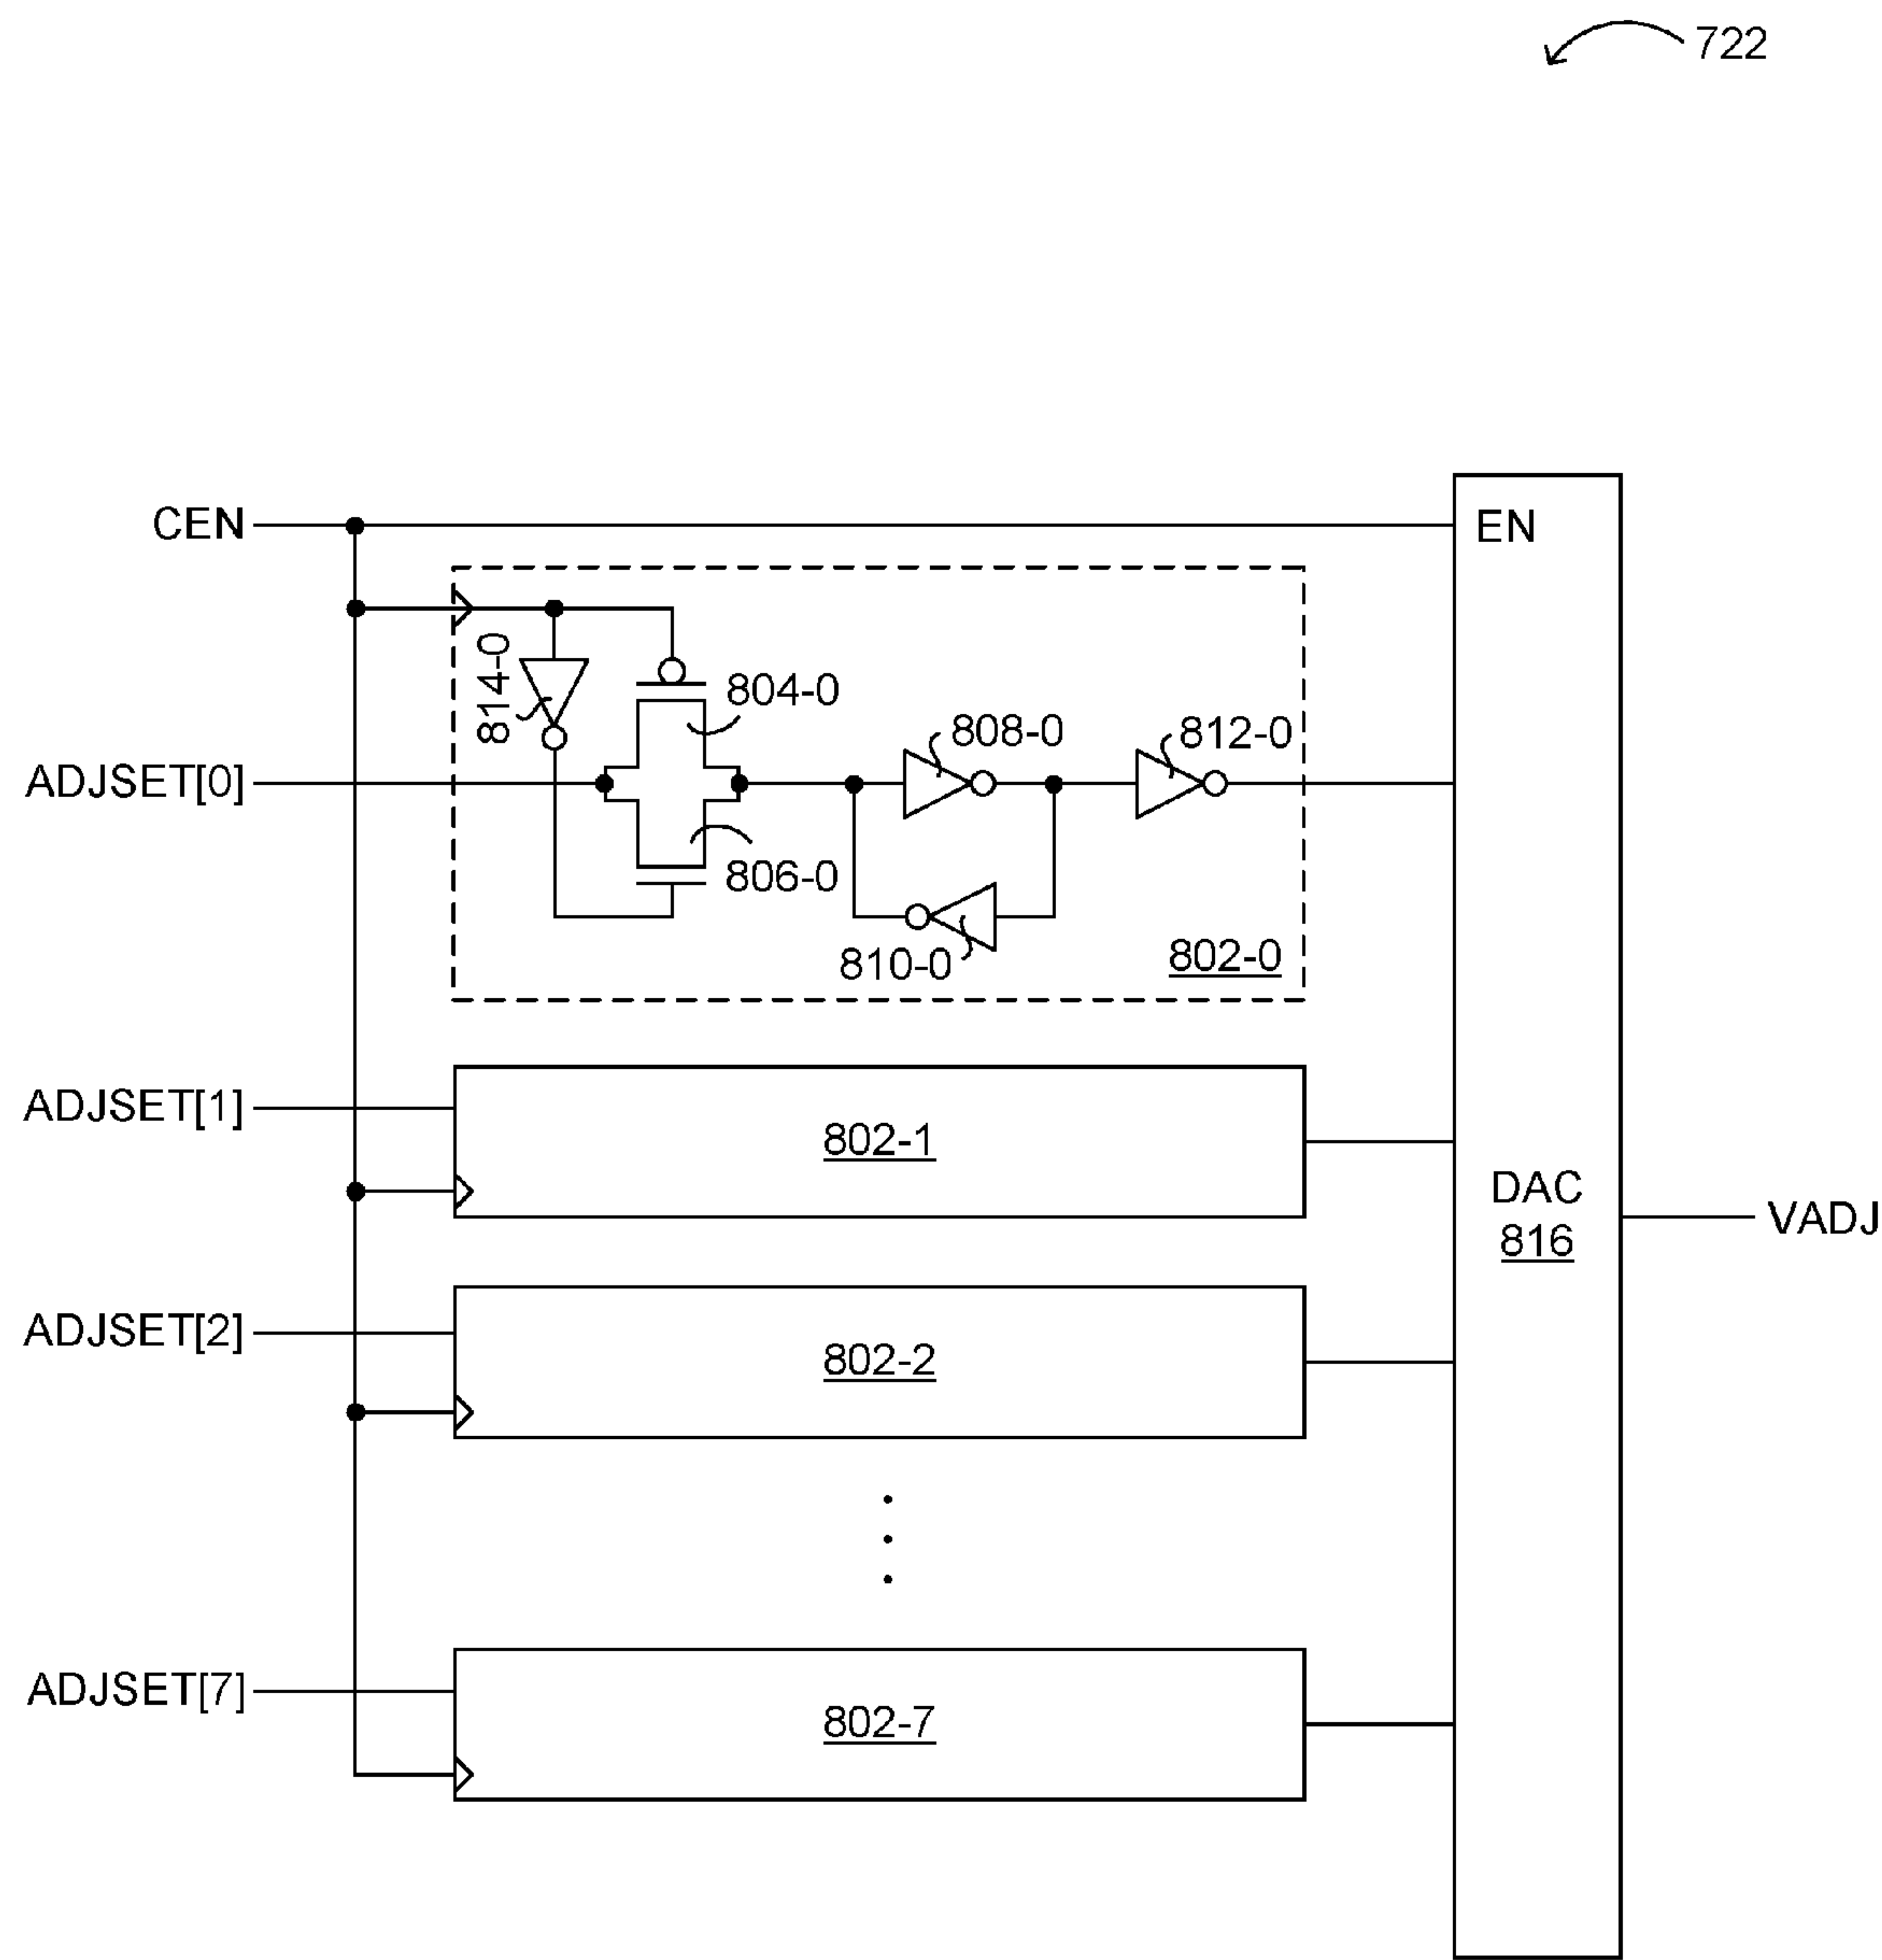 722
CEN
EN
814-0
804-0
808-0
812-0
ADJSET[0]
806-0
810-0
802-0
ADJSET[1]
802-1
DAC
816
VADJ
ADJSET[2]
802-2
ADJSET[7]
802-7